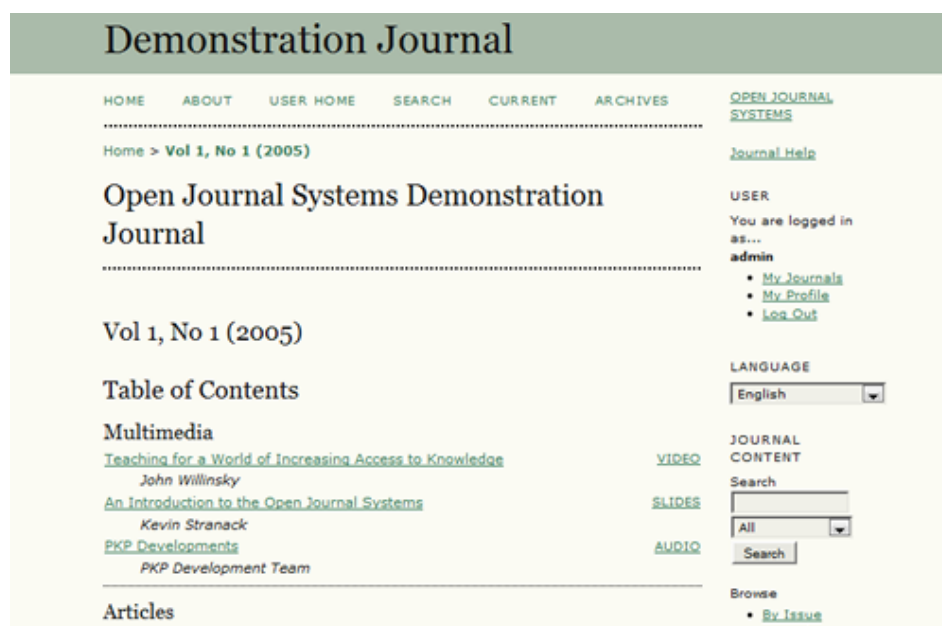 Demonstration Journal
HOME ABOUT USER HOME SEARCH CURRENT ARCHIVES
Home > Vol 1, No 1 (2005)
Open Journal Systems Demonstration
Journal
Vol 1, No 1 (2005)
Table of Contents
Multimedia
Teaching for a World of Increasing Access to Knowledge VIDEO
John Willinsky
An Introduction to the Open Journal Systems SLIDES
Kevin Stranack
PKP Developments AUDIO
PKP Development Team
Articles
OPEN JOURNAL
SYSTEMS
Journal Help
USER
You are logged in
as...
admin
• My Journals
• My Profile
• Log Out
LANGUAGE
English
JOURNAL
CONTENT
Search
All
Search
Browse
• By Issue